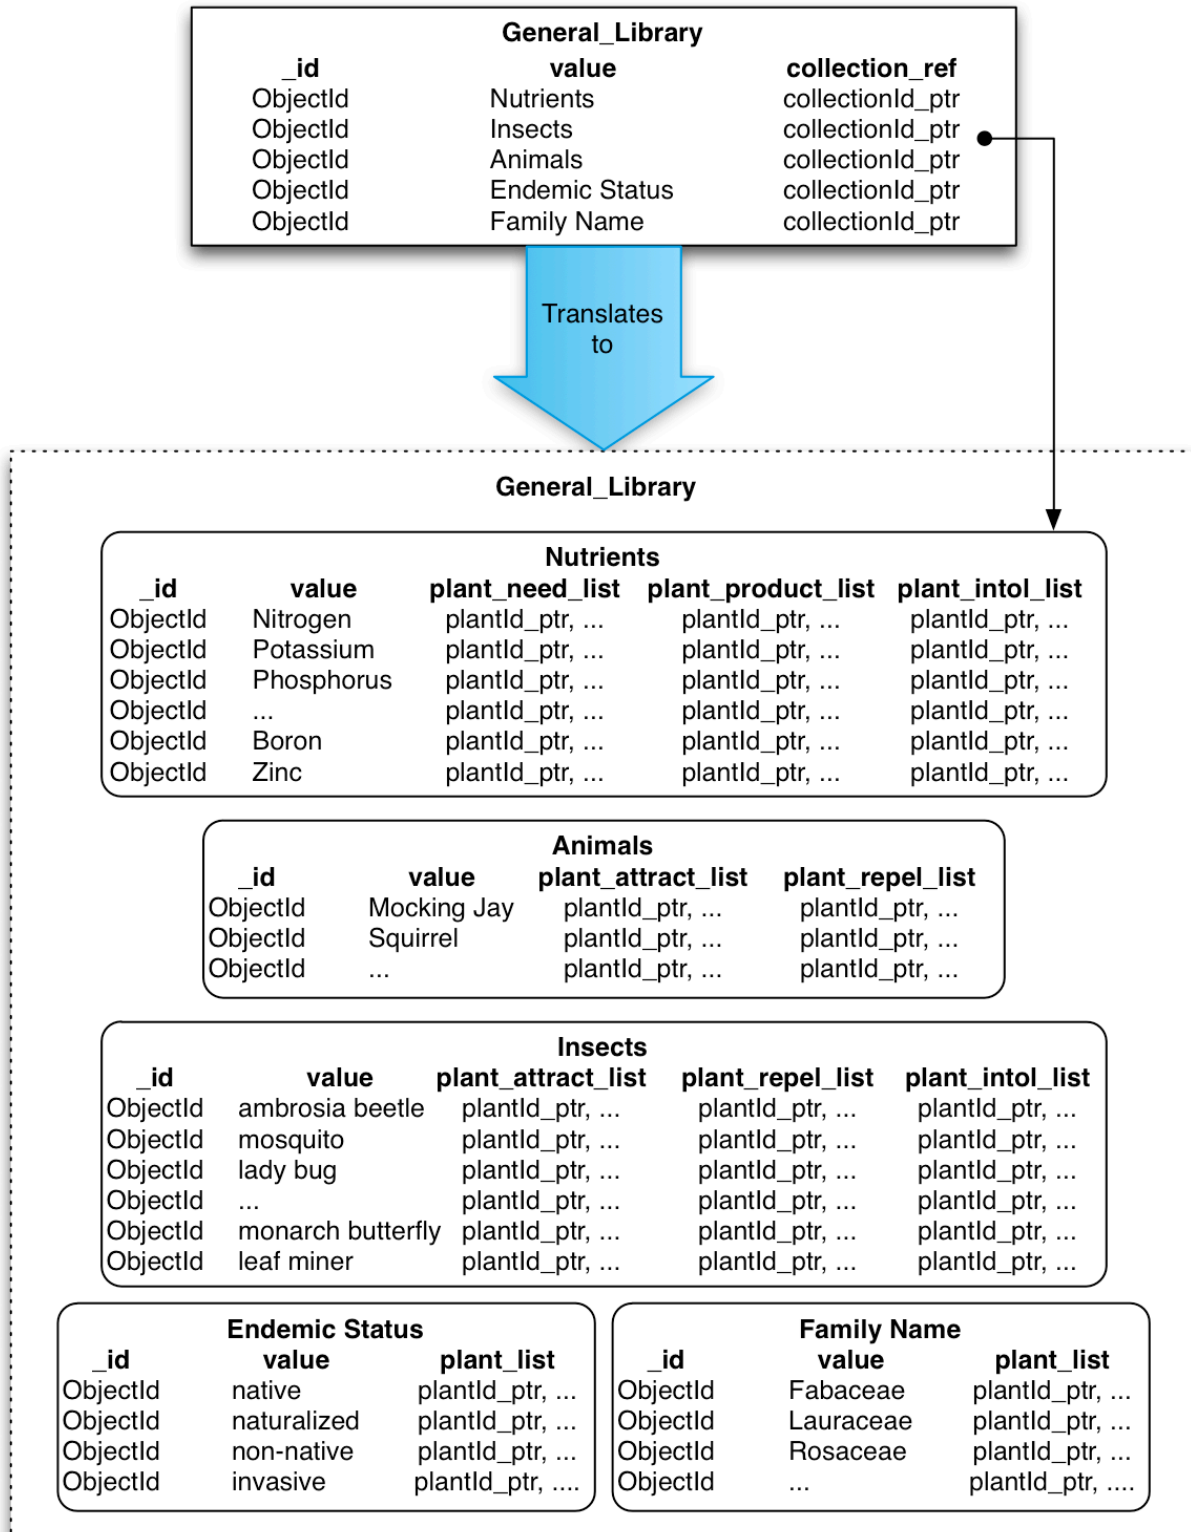 General_Library
_id value collection_ref
ObjectId Nutrients collectionId_ptr
ObjectId Insects collectionId_ptr
ObjectId Animals collectionId_ptr
ObjectId Endemic Status collectionId_ptr
ObjectId Family Name collectionId_ptr
Translates
to
General_Library
Nutrients
_id value plant_need_list plant_product_list plant_intol_list
ObjectId Nitrogen plantId_ptr, ... plantId_ptr, ... plantId_ptr, ...
ObjectId Potassium plantId_ptr, ... plantId_ptr, ... plantId_ptr, ...
ObjectId Phosphorus plantId_ptr, ... plantId_ptr, ... plantId_ptr, ...
ObjectId ... plantId_ptr, ... plantId_ptr, ... plantId_ptr, ...
ObjectId Boron plantId_ptr, ... plantId_ptr, ... plantId_ptr, ...
ObjectId Zinc plantId_ptr, ... plantId_ptr, ... plantId_ptr, ...
Animals
_id value plant_attract_list plant_repel_list
ObjectId Mocking Jay plantId_ptr, ... plantId_ptr, ...
ObjectId Squirrel plantId_ptr, ... plantId_ptr, ...
ObjectId ... plantId_ptr, ... plantId_ptr, ...
Insects
_id value plant_attract_list plant_repel_list plant_intol_list
ObjectId ambrosia beetle plantId_ptr, ... plantId_ptr, ... plantId_ptr, ...
ObjectId mosquito plantId_ptr, ... plantId_ptr, ... plantId_ptr, ...
ObjectId lady bug plantId_ptr, ... plantId_ptr, ... plantId_ptr, ...
ObjectId ... plantId_ptr, ... plantId_ptr, ... plantId_ptr, ...
ObjectId monarch butterfly plantId_ptr, ... plantId_ptr, ... plantId_ptr, ...
ObjectId leaf miner plantId_ptr, ... plantId_ptr, ... plantId_ptr, ...
Endemic Status
_id value plant_list
ObjectId native plantId_ptr, ...
ObjectId naturalized plantId_ptr, ...
ObjectId non-native plantId_ptr, ...
ObjectId invasive plantId_ptr, ....
Family Name
_id value plant_list
ObjectId Fabaceae plantId_ptr, ...
ObjectId Lauraceae plantId_ptr, ...
ObjectId Rosaceae plantId_ptr, ...
ObjectId ... plantId_ptr, ....